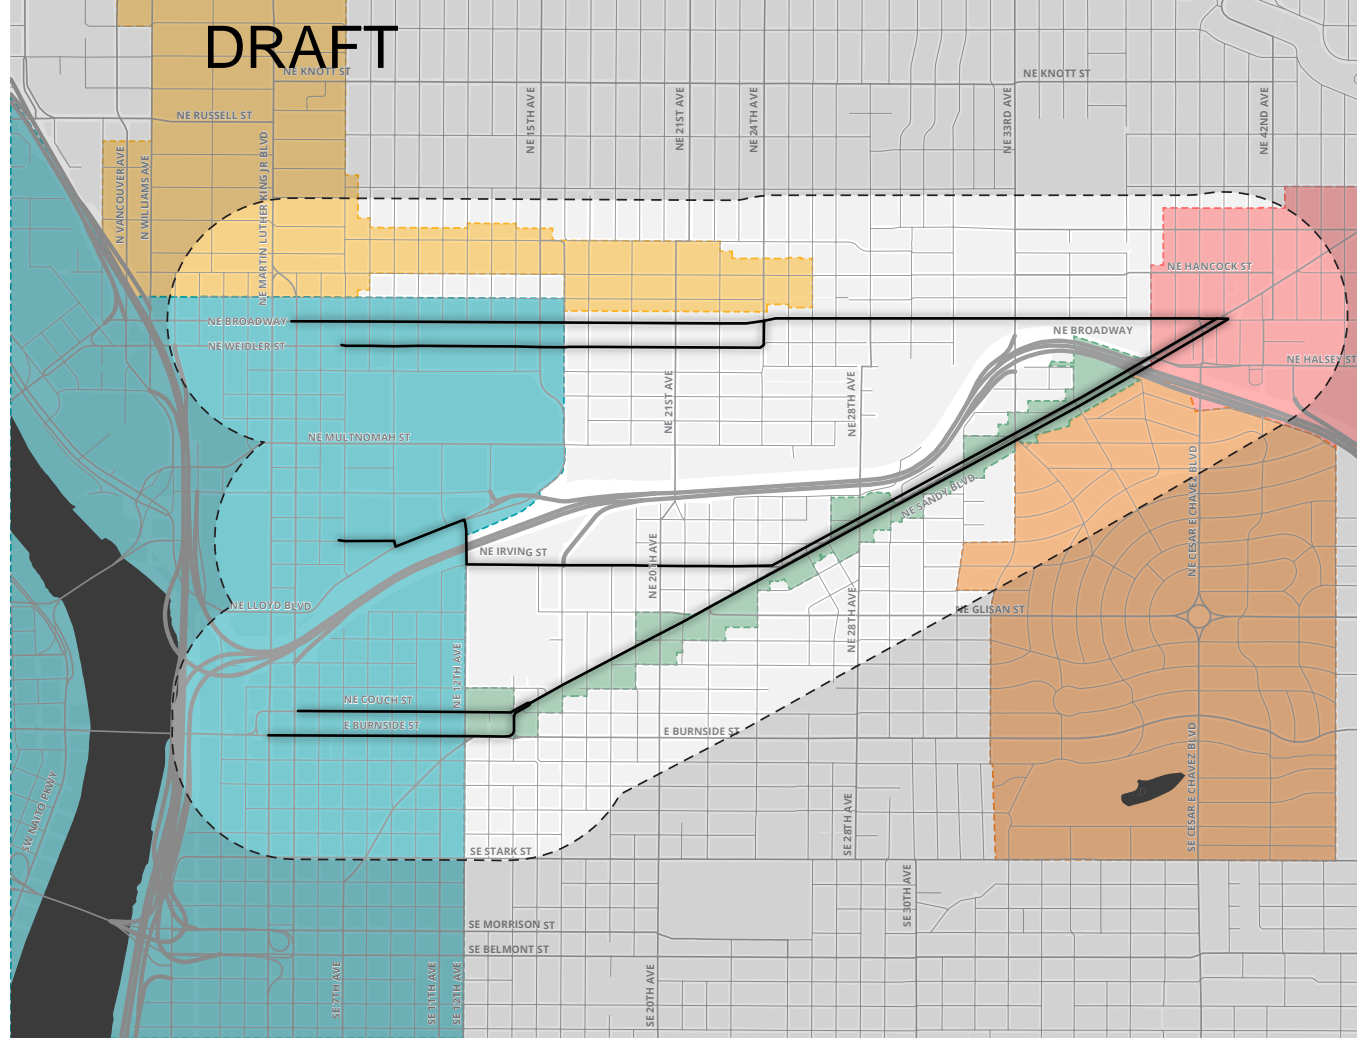 DRAFT
NE KNOTT ST
NE KNOTT ST
NE RUSSELL ST
NE 15TH AVE
NE 21ST AVE
NE 24TH AVE
NE 33RD AVE
NE 42ND AVE
N VANCOUVER AVE
N WILLIAMS AVE
NE MARTIN LUTHER KING JR BLVD
NE HANCOCK ST
NE BROADWAY
NE BROADWAY
NE WEIDLER ST
NE HALSEY ST
NE 21ST AVE
NE 28TH AVE
NE MULTNOMAH ST
NE CESAR E CHAVEZ BLVD
NE SANDY BLVD
NE IRVING ST
NE 20TH AVE
NE 28TH AVE
NE LLOYD BLVD
NE GLISAN ST
NE 12TH AVE
NE COUCH ST
E BURNSIDE ST
E BURNSIDE ST
SE CESAR E CHAVEZ BLVD
SW NAITO PKWY
SE 28TH AVE
SE STARK ST
SE 30TH AVE
SE MORRISON ST
SE BELMONT ST
SE 7TH AVE
SE 11TH AVE
SE 12TH AVE
SE 20TH AVE